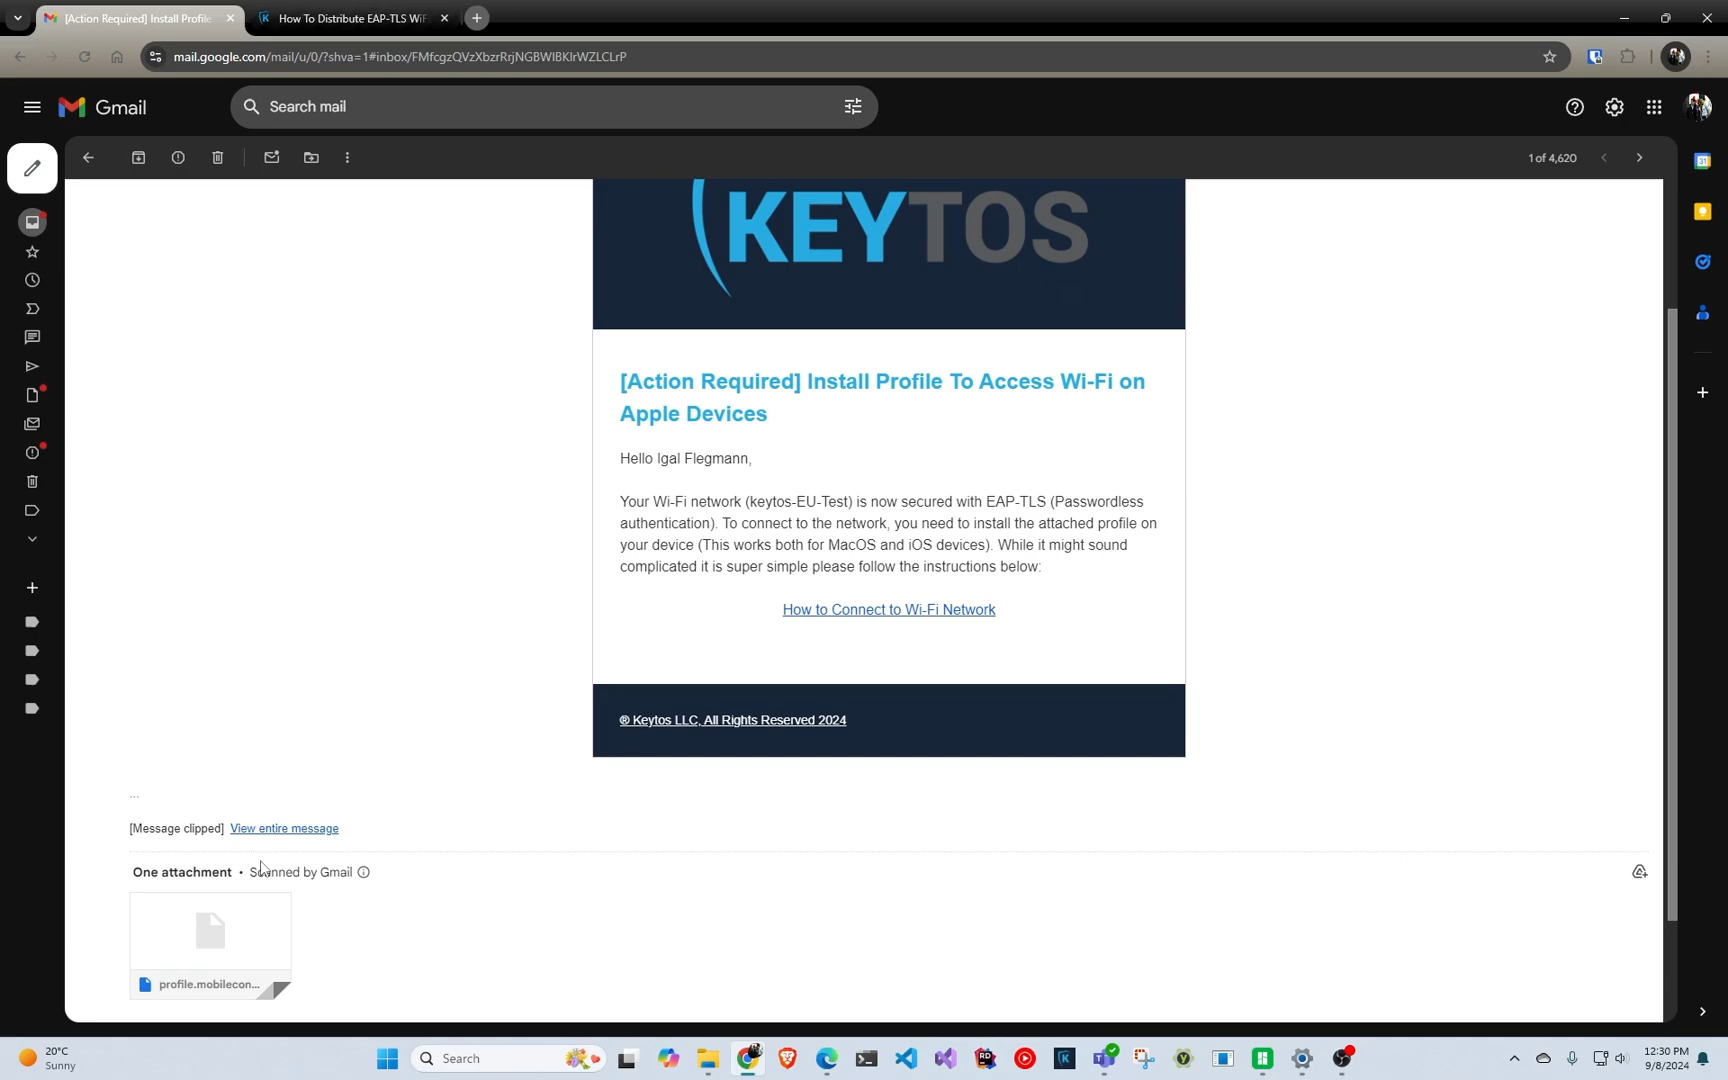 [Action Required] Install Profile
How To Distribute EAP-TLS WiF
mail.google.com/mail/u/0/?shva=1#inbox/FMfcgzQVzXbzrRrjNGBWlBKlrWZLCLrP
Gmail
Search mail
1 of 4,620
31
KEYTOS
[Action Required] Install Profile To Access Wi-Fi on
Apple Devices
Hello Igal Flegmann,
Your Wi-Fi network (keytos-EU-Test) is now secured with EAP-TLS (Passwordless
authentication). To connect to the network, you need to install the attached profile on
your device (This works both for MacOS and iOS devices). While it might sound
complicated it is super simple please follow the instructions below:
How to Connect to Wi-Fi Network
® Keytos LLC, All Rights Reserved 2024
...
[Message clipped] View entire message
One attachment • Scanned by Gmail
profile.mobilecon...
20°C
Sunny
Search
12:30 PM
9/8/2024